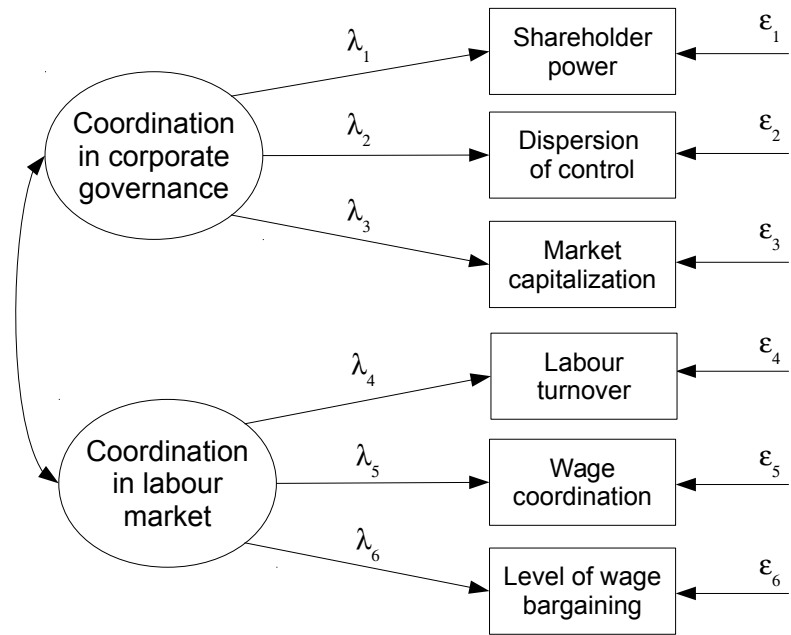 Coordination
in corporate
governance
λ1
Shareholder
power
ε1
λ2
Dispersion
of control
ε2
λ3
Market
capitalization
ε3
Coordination
in labour
market
λ4
Labour
turnover
ε4
λ5
Wage
coordination
ε5
λ6
Level of wage
bargaining
ε6